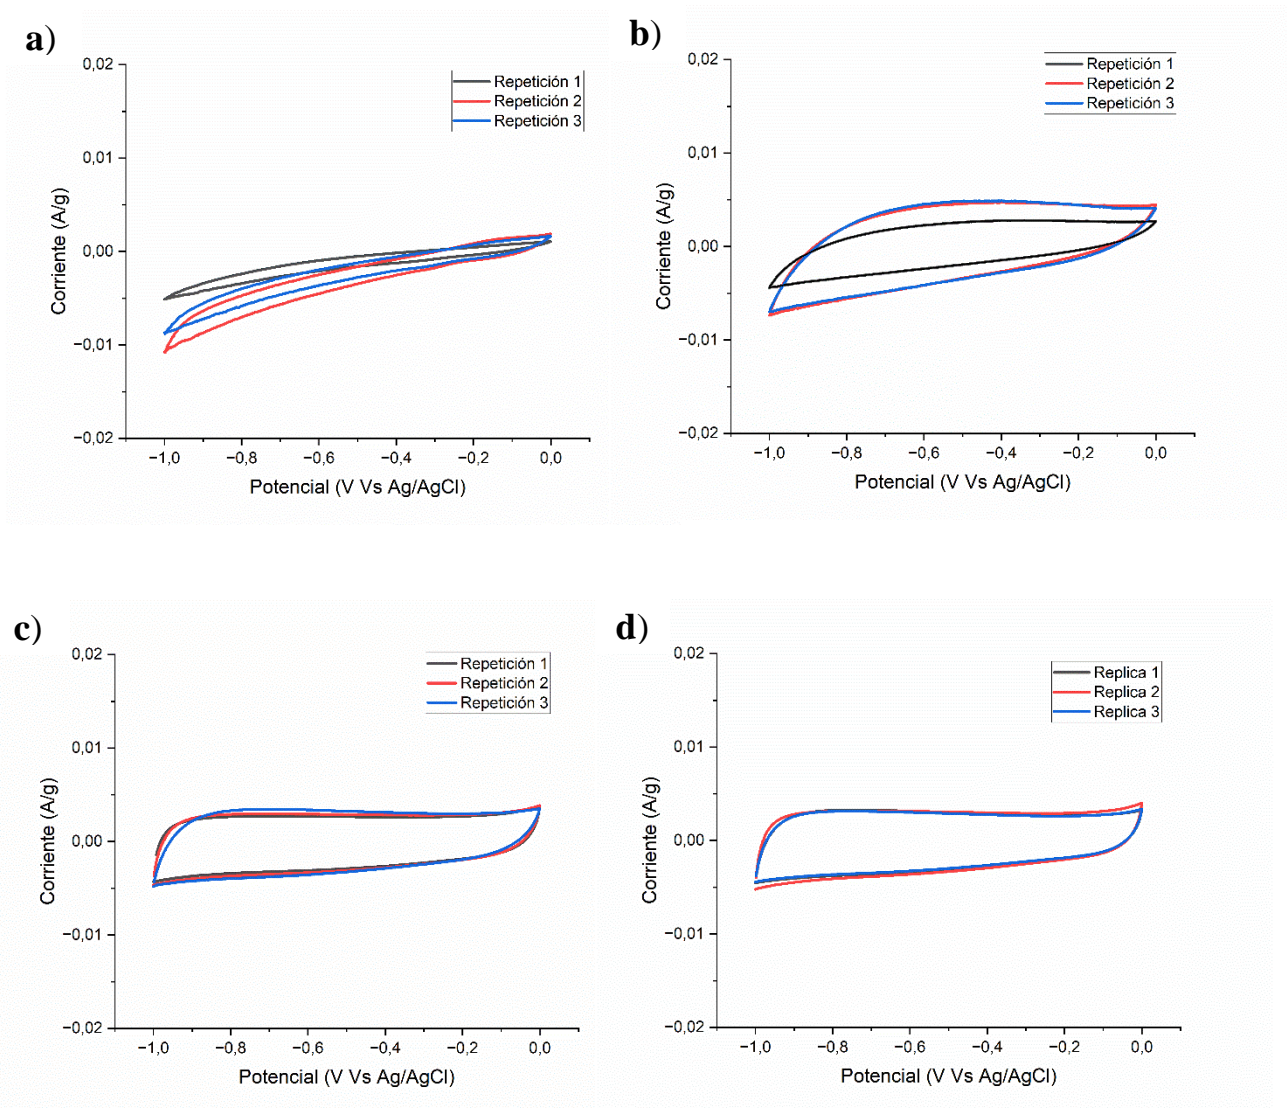 a)
0,02
0,01
0,00
−0,01
−0,02
Corriente (A/g)
Repetición 1
Repetición 2
Repetición 3
−1,0 −0,8 −0,6 −0,4 −0,2 0,0
Potencial (V Vs Ag/AgCl)
b)
0,02
0,01
0,00
−0,01
−0,02
Corriente (A/g)
Repetición 1
Repetición 2
Repetición 3
−1,0 −0,8 −0,6 −0,4 −0,2 0,0
Potencial (V Vs Ag/AgCl)
c)
0,02
0,01
0,00
−0,01
−0,02
Corriente (A/g)
Repetición 1
Repetición 2
Repetición 3
−1,0 −0,8 −0,6 −0,4 −0,2 0,0
Potencial (V Vs Ag/AgCl)
d)
0,02
0,01
0,00
−0,01
−0,02
Corriente (A/g)
Replica 1
Replica 2
Replica 3
−1,0 −0,8 −0,6 −0,4 −0,2 0,0
Potencial (V Vs Ag/AgCl)